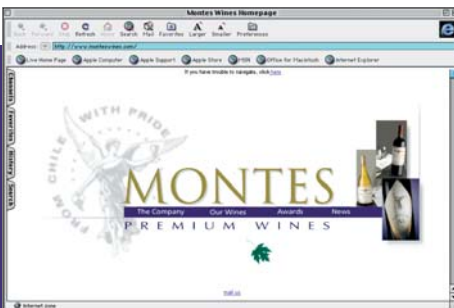 Montes Wines Homepage
Back Forward Stop Refresh Home Search Mail Favorites Larger Smaller Preferences
Address: http://www.monteswines.com/
Live Home Page Apple Computer Apple Support Apple Store MSN Office for Macintosh Internet Explorer
If you have trouble to navigate, click here
Channels
Favorites
History
Search
FROM CHILE WITH PRIDE
MONTES
The Company Our Wines Awards News
PREMIUM WINES
mail us
Internet zone